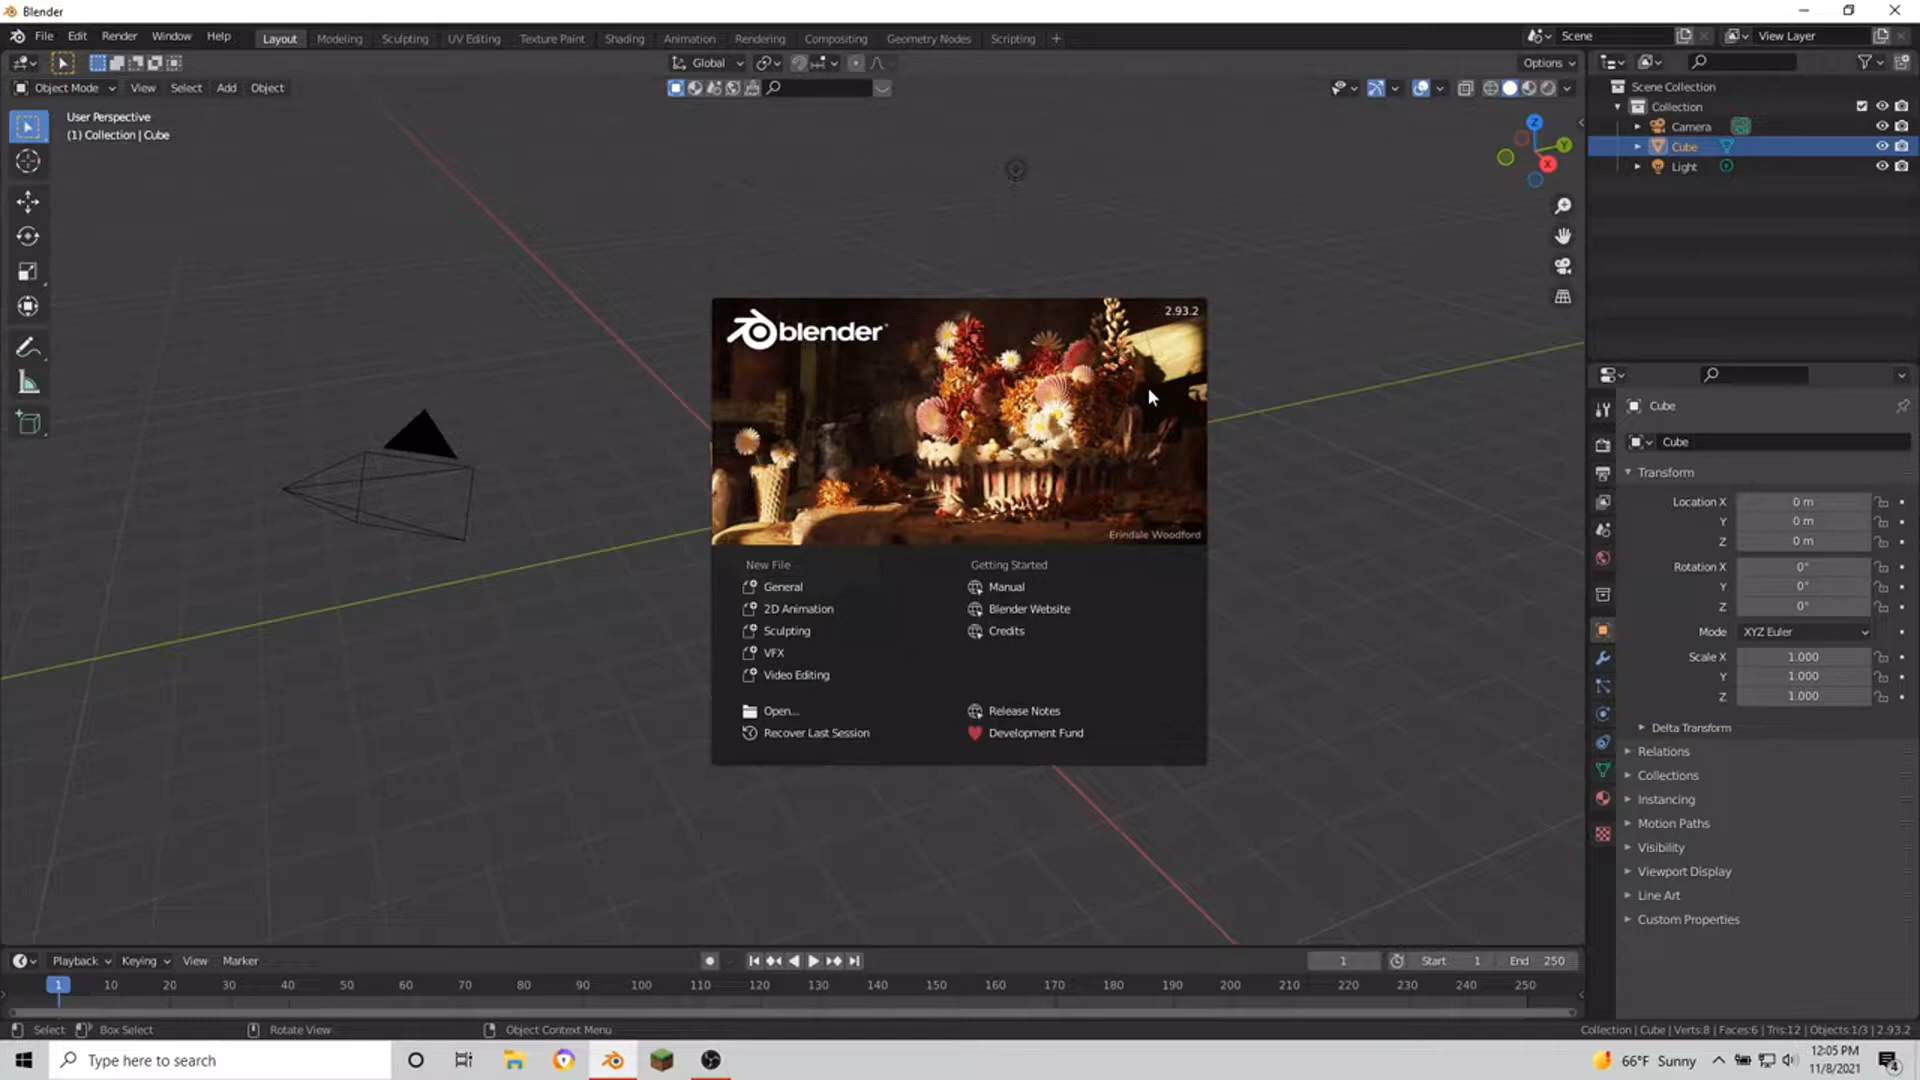 Blender
File Edit Render Window Help
Layout Modeling Sculpting UV Editing Texture Paint Shading Animation Rendering Compositing Geometry Nodes Scripting +
Scene
View Layer
Global
Options
Object Mode View Select Add Object
User Perspective
(1) Collection | Cube
Z
Y
X
Scene Collection
Collection
Camera
Cube
Light
blender
2.93.2
Erindale Woodford
New File
General
2D Animation
Sculpting
VFX
Video Editing
Open...
Recover Last Session
Getting Started
Manual
Blender Website
Credits
Release Notes
Development Fund
Cube
Cube
Transform
Location X 0 m
Y 0 m
Z 0 m
Rotation X 0°
Y 0°
Z 0°
Mode XYZ Euler
Scale X 1.000
Y 1.000
Z 1.000
Delta Transform
Relations
Collections
Instancing
Motion Paths
Visibility
Viewport Display
Line Art
Custom Properties
Playback Keying View Marker
1 Start 1 End 250
1 10 20 30 40 50 60 70 80 90 100 110 120 130 140 150 160 170 180 190 200 210 220 230 240 250
Select Box Select Rotate View Object Context Menu
Collection | Cube | Verts:8 | Faces:6 | Tris:12 | Objects:1/3 | 2.93.2
Type here to search
66°F Sunny
12:05 PM
11/8/2021
4